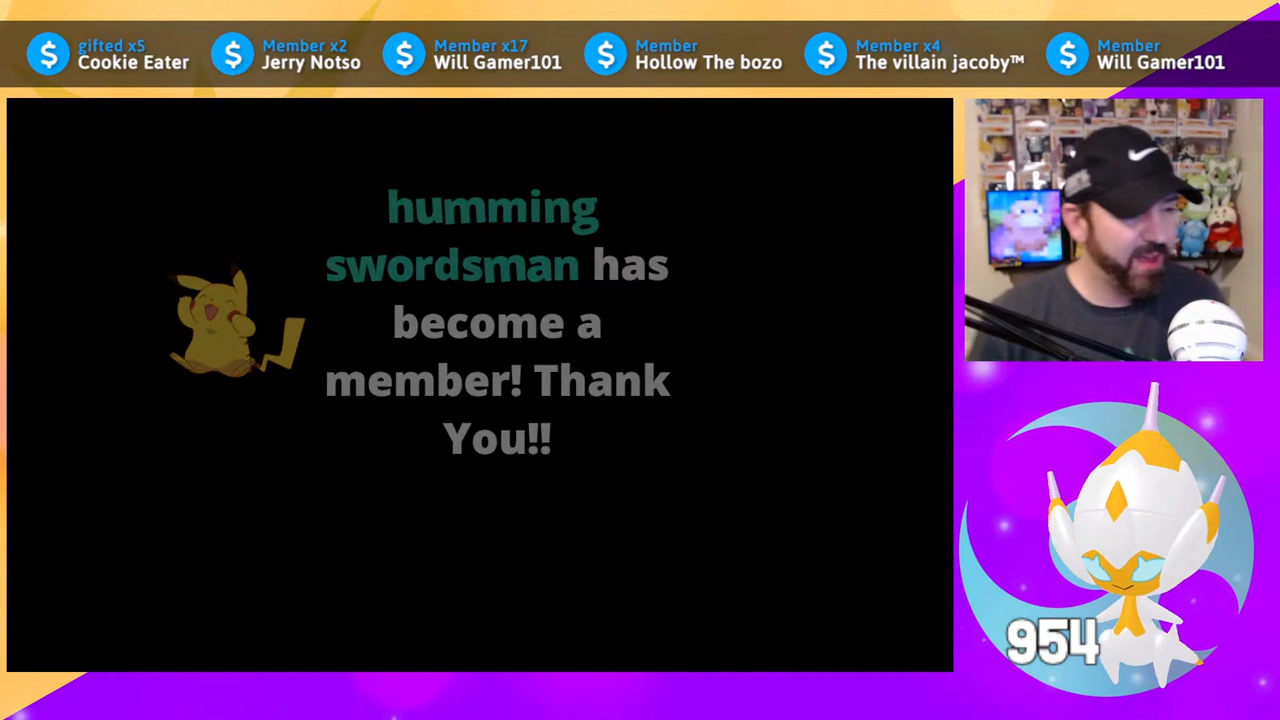 gifted x5
Cookie Eater
Member x2
Jerry Notso
Member x17
Will Gamer101
Member
Hollow The bozo
Member x4
The villain jacoby™
Member
Will Gamer101
humming
swordsman has
become a
member! Thank
You!!
954